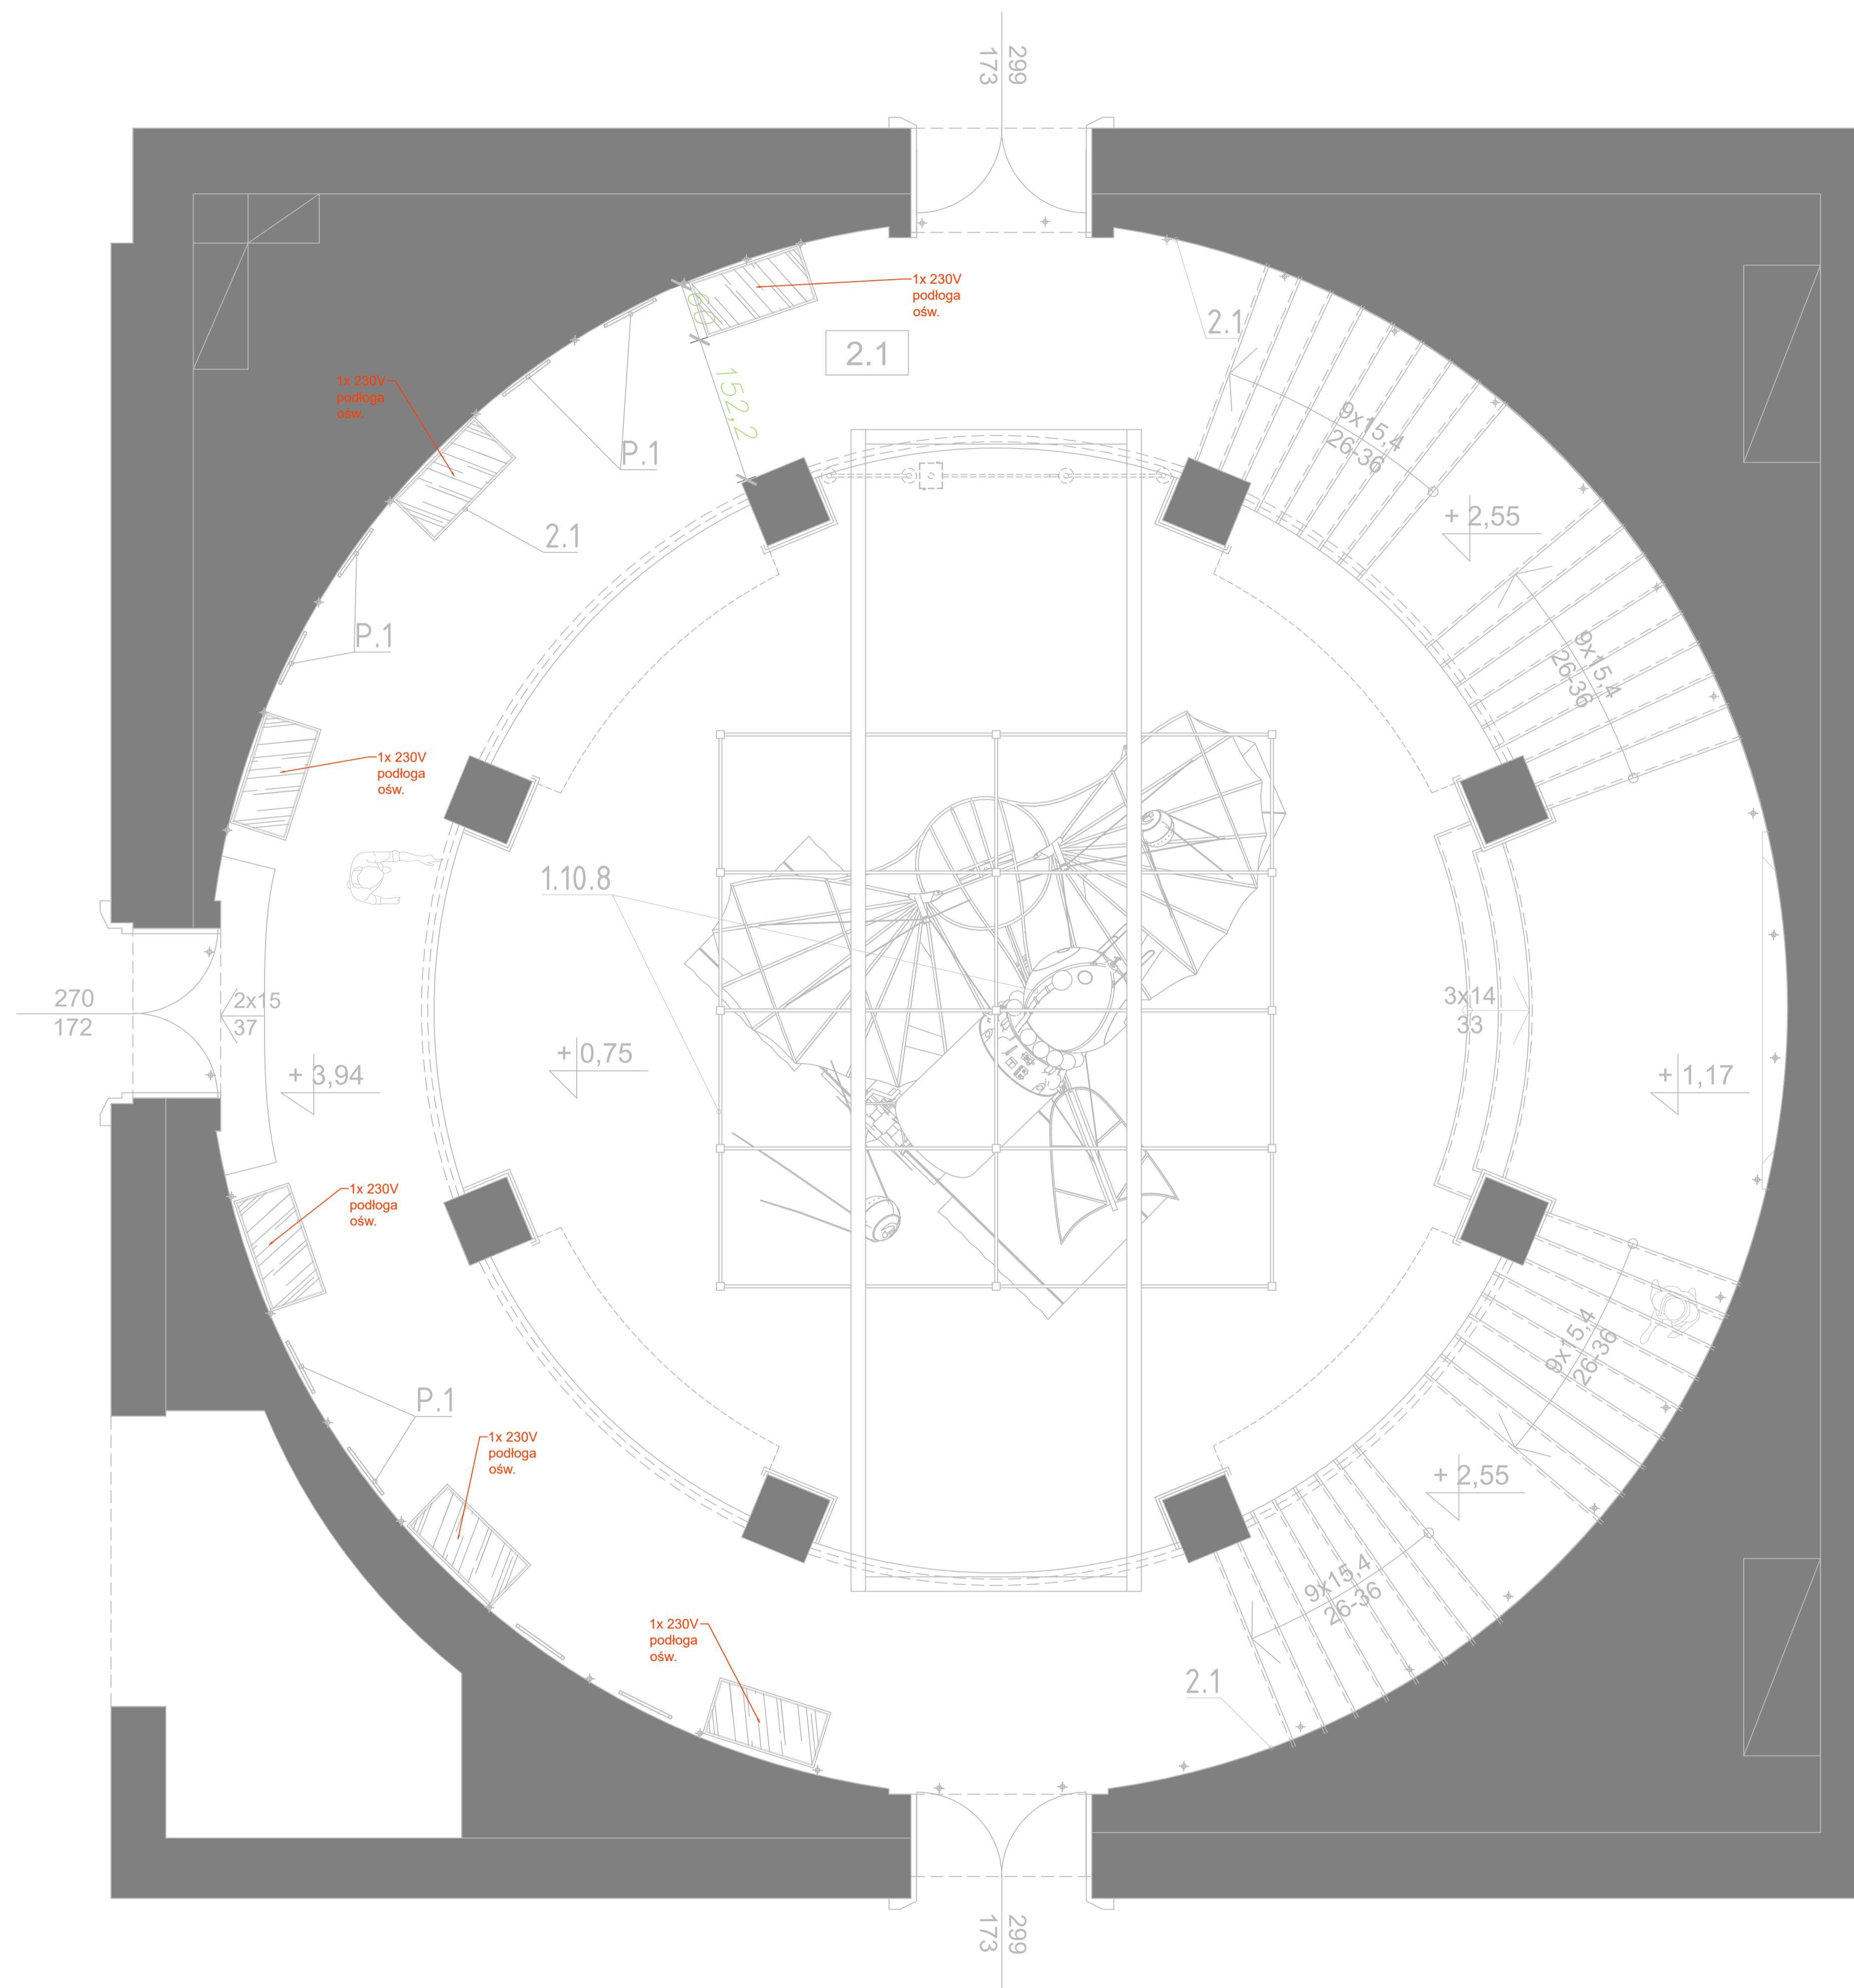 299
173
1x 230V
podłoga
ośw.
60
2.1
2.1
152,2
1x 230V
podłoga
ośw.
P.1
9x15,4
26-36
2.1
+ 2,55
P.1
9x15,4
26-36
1x 230V
podłoga
ośw.
1.10.8
270
172
2x15
37
3x14
33
+ 0,75
+ 3,94
+ 1,17
1x 230V
podłoga
ośw.
9x15,4
26-36
P.1
1x 230V
podłoga
ośw.
+ 2,55
9x15,4
26-36
1x 230V
podłoga
ośw.
2.1
299
173